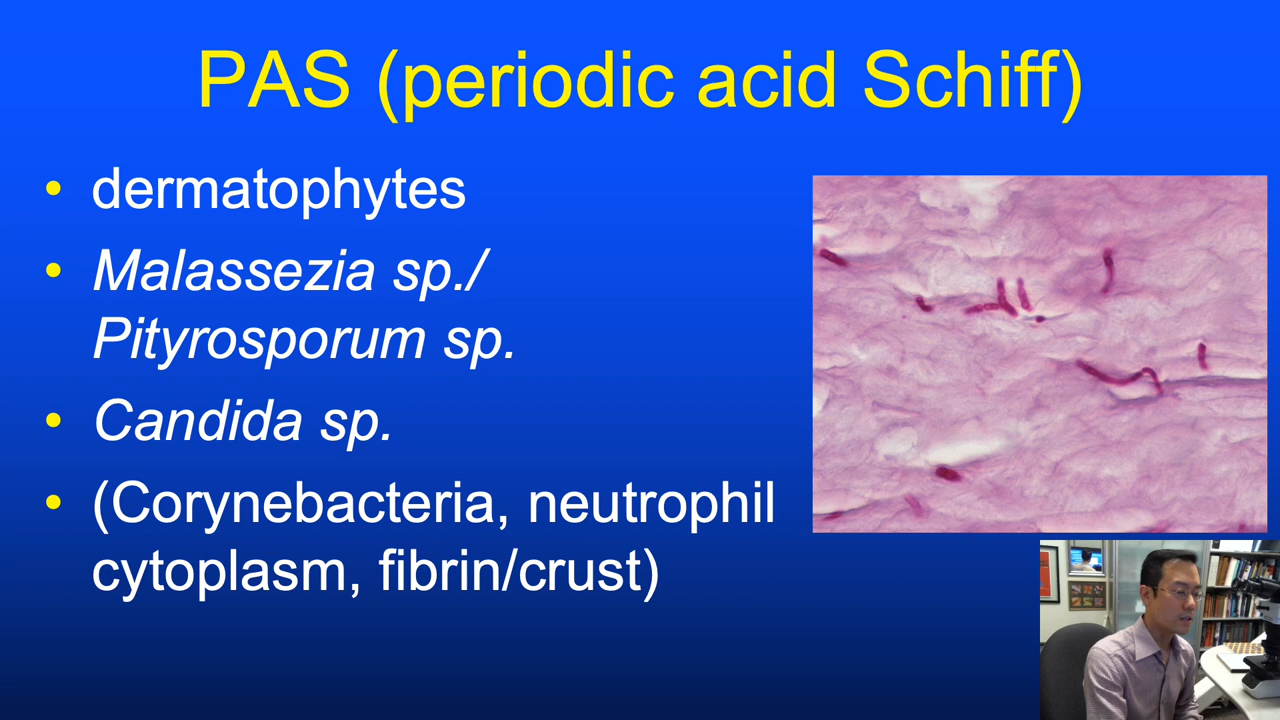 PAS (periodic acid Schiff)
• dermatophytes
• Malassezia sp./
Pityrosporum sp.
• Candida sp.
• (Corynebacteria, neutrophil
cytoplasm, fibrin/crust)